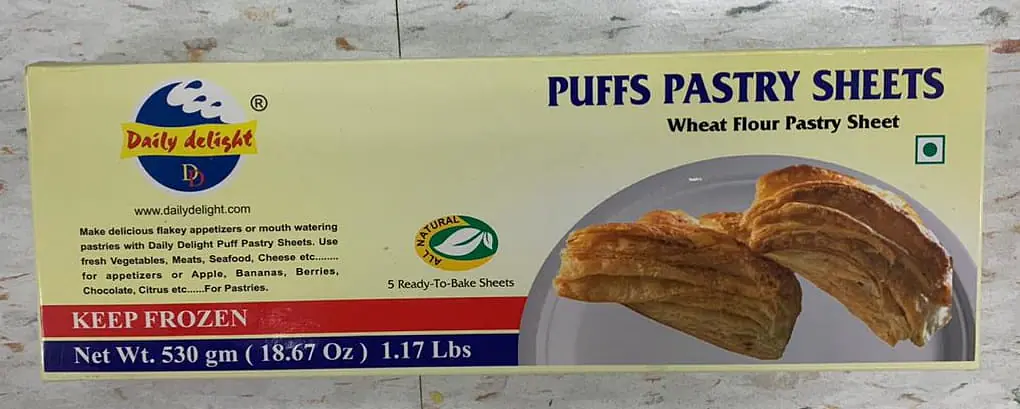 Daily delight
®
DD
www.dailydelight.com
Make delicious flakey appetizers or mouth watering
pastries with Daily Delight Puff Pastry Sheets. Use
fresh Vegetables, Meats, Seafood, Cheese etc........
for appetizers or Apple, Bananas, Berries,
Chocolate, Citrus etc......For Pastries.
ALL NATURAL
5 Ready-To-Bake Sheets
PUFFS PASTRY SHEETS
Wheat Flour Pastry Sheet
KEEP FROZEN
Net Wt. 530 gm ( 18.67 Oz ) 1.17 Lbs